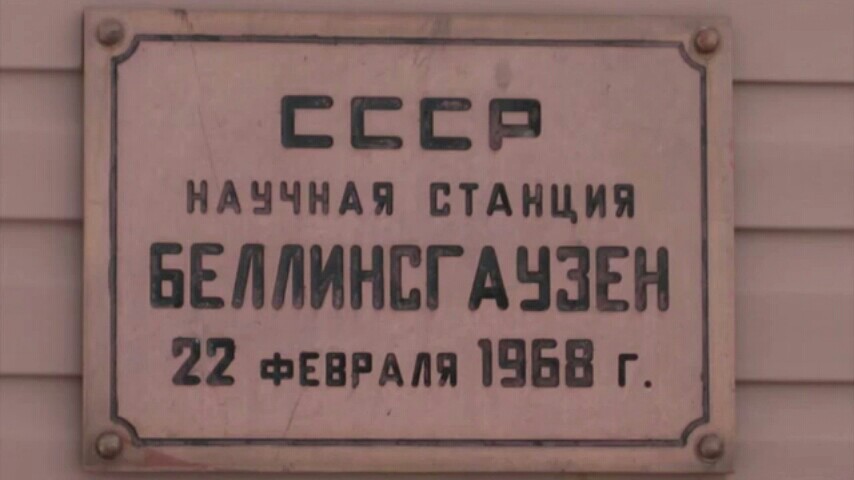 СССР
НАУЧНАЯ СТАНЦИЯ
БЕЛЛИНСГАУЗЕН
22 ФЕВРАЛЯ 1968 Г.